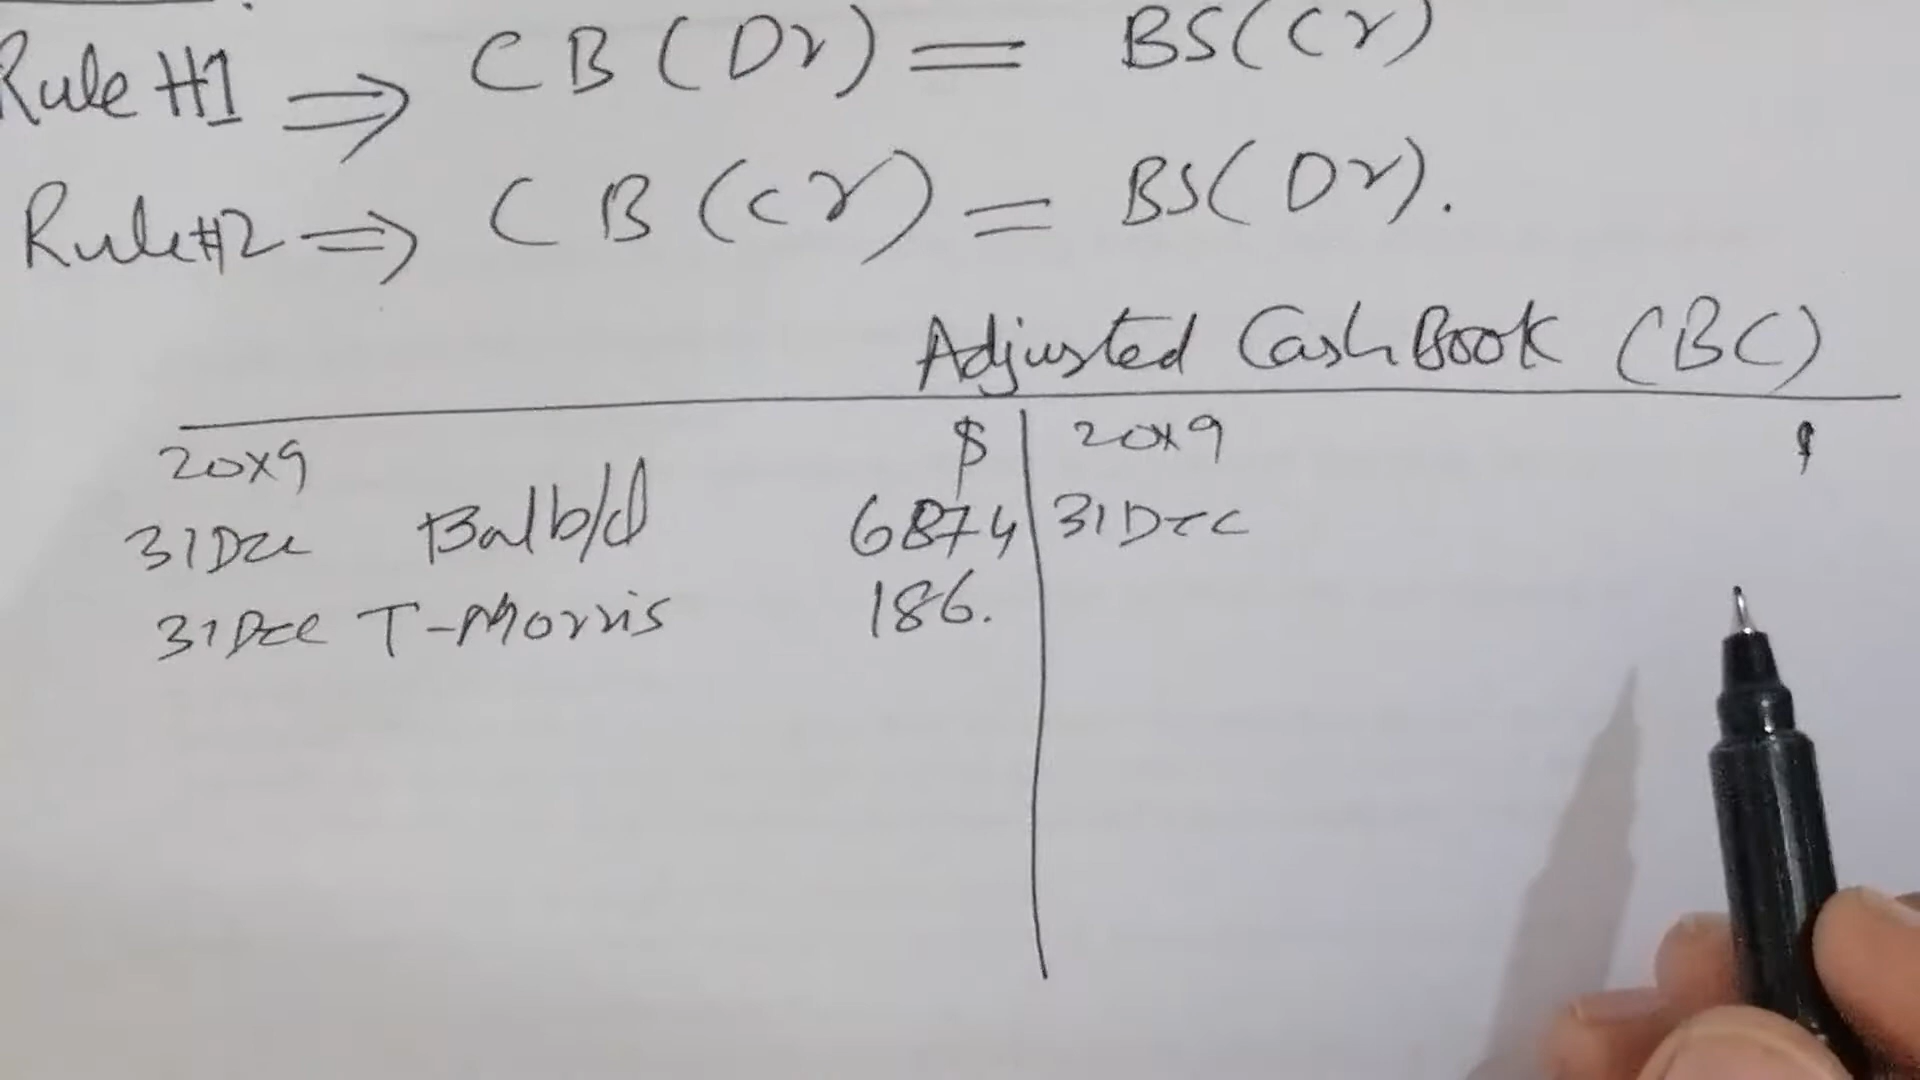 Rule #1 ⇒ CB (Dr) = BS (Cr)
Rule #2 ⇒ CB (cr) = BS (Dr).
Adjusted Cash Book (BC)
20x9 $ 20x9 $
31 Dec Bal b/d 6874 31 Dec
31 Dec T-Morris 186.